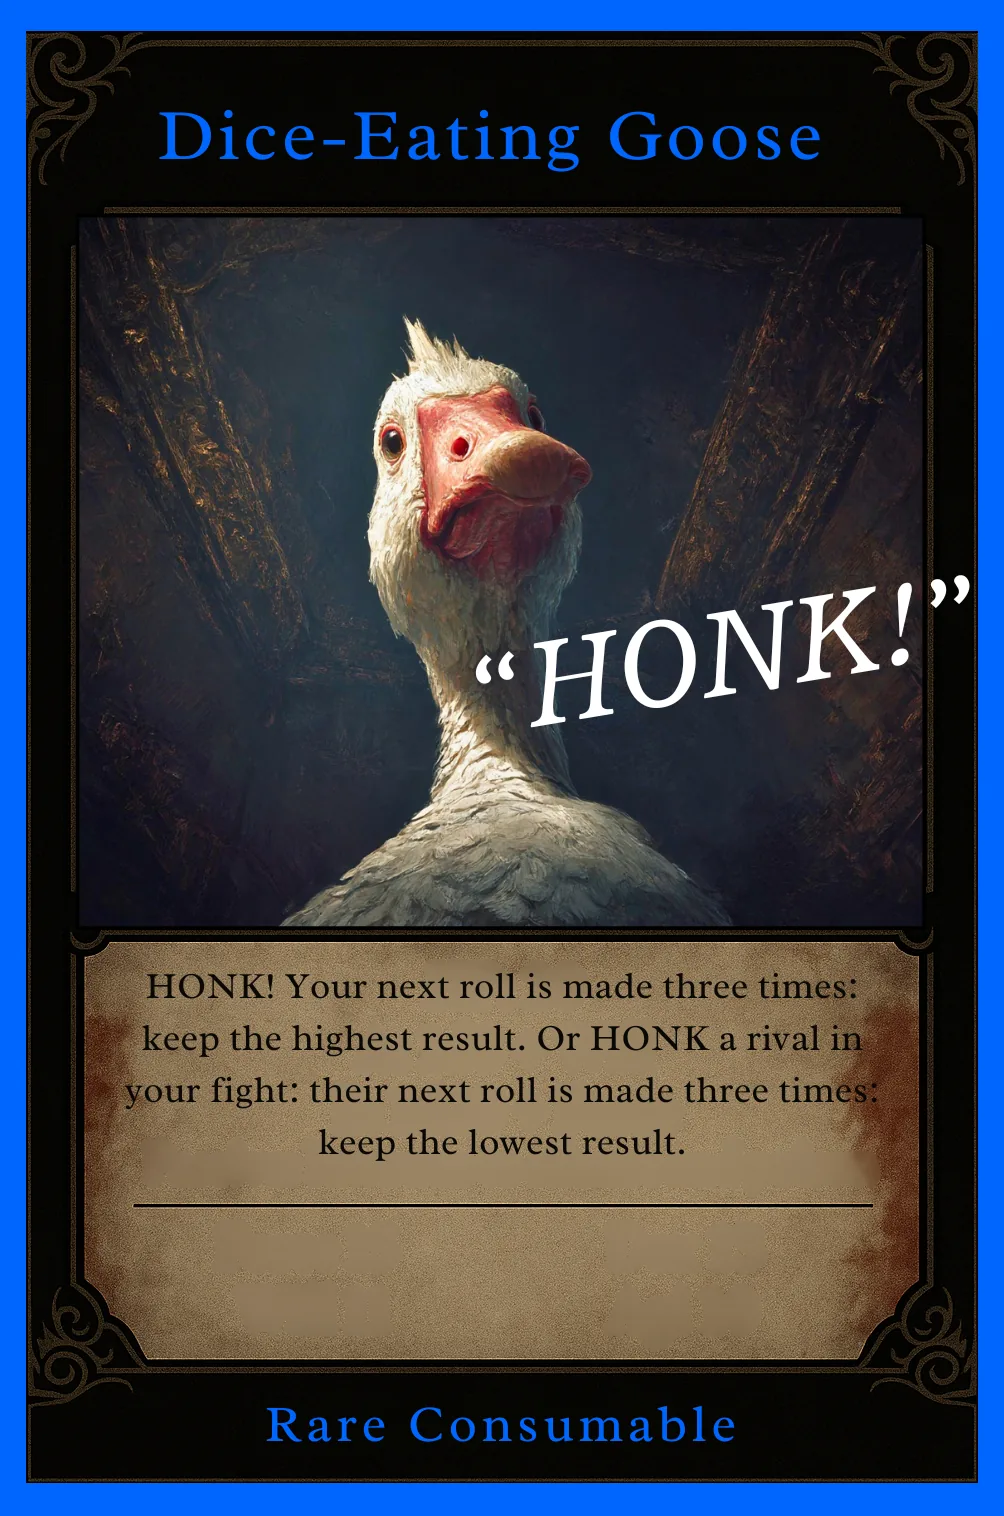 Dice-Eating Goose
“HONK!”
HONK! Your next roll is made three times:
keep the highest result. Or HONK a rival in
your fight: their next roll is made three times:
keep the lowest result.
Rare Consumable